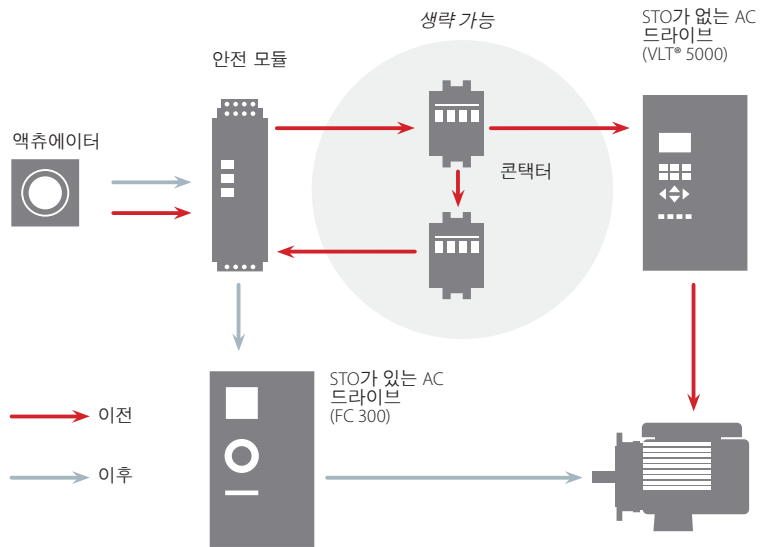 생략 가능
STO가 없는 AC
드라이브
(VLT® 5000)
안전 모듈
액츄에이터
콘택터
STO가 있는 AC
드라이브
(FC 300)
이전
이후